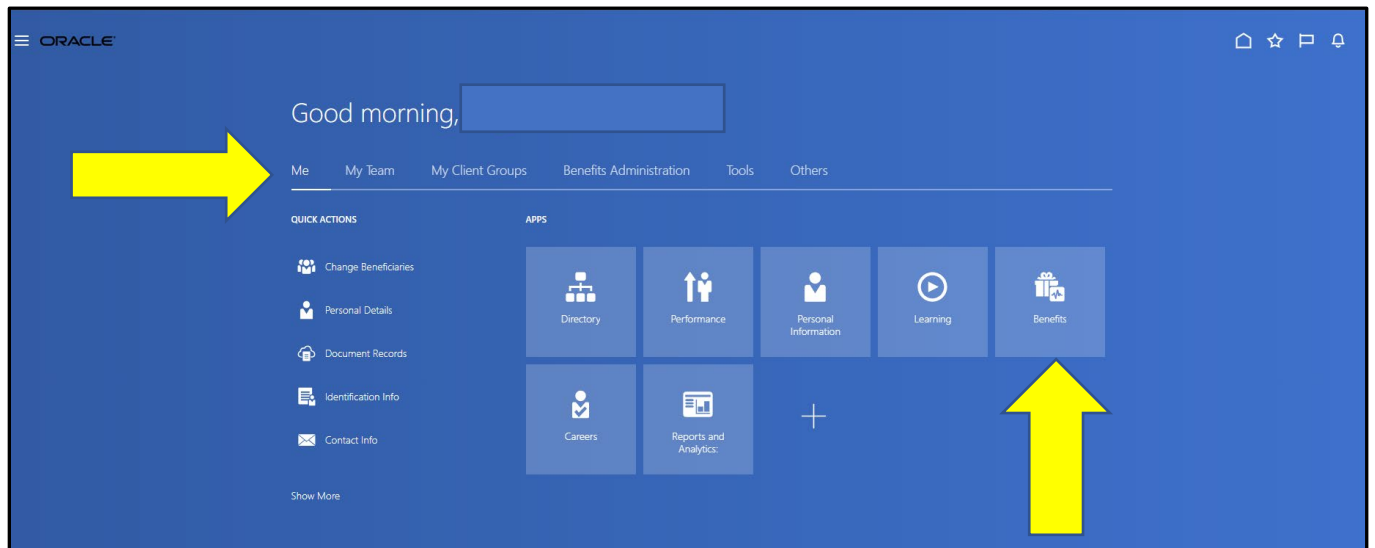 ORACLE
Good morning,
Me My Team My Client Groups Benefits Administration Tools Others
QUICK ACTIONS
Change Beneficiaries
Personal Details
Document Records
Identification Info
Contact Info
Show More
APPS
Directory
Performance
Personal
Information
Learning
Benefits
Careers
Reports and
Analytics: